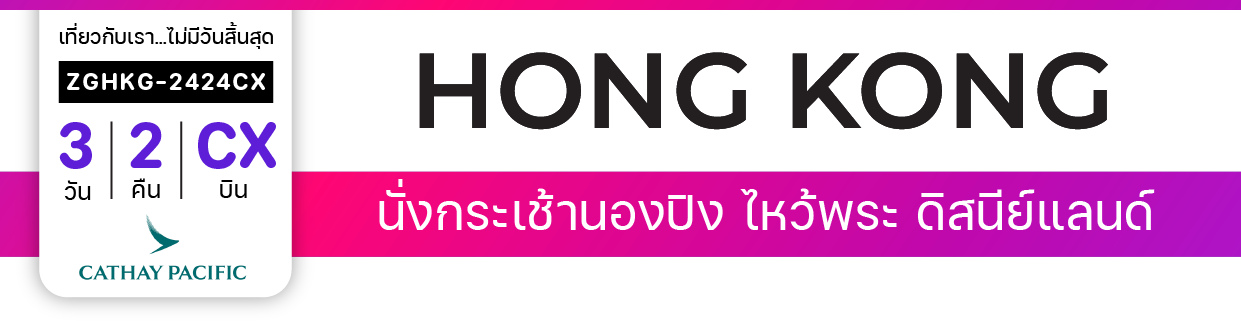 เที่ยวกับเรา...ไม่มีวันสิ้นสุด
ZGHKG-2424CX
3 2 CX
วัน คืน บิน
CATHAY PACIFIC
HONG KONG
นั่งกระเช้านองปิง ไหว้พระ ดิสนีย์แลนด์